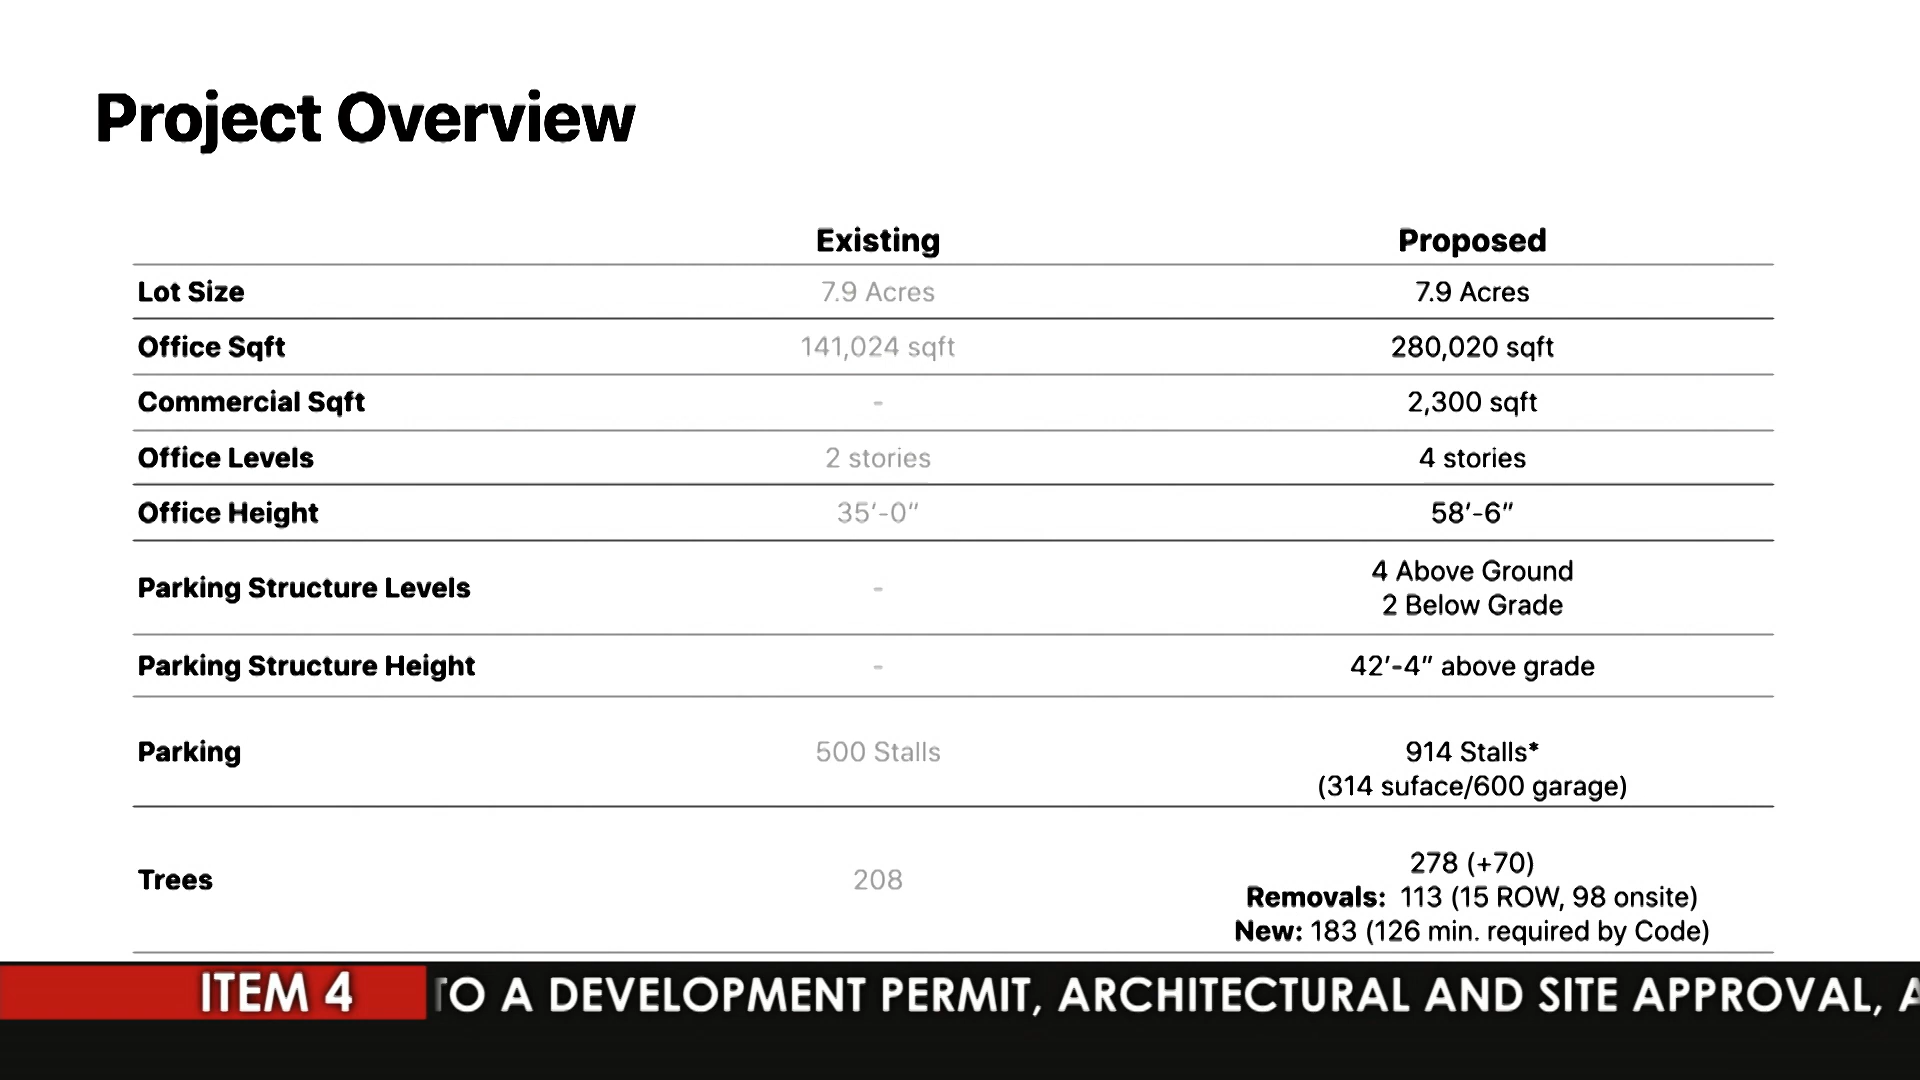 Project Overview
Existing Proposed
Lot Size 7.9 Acres 7.9 Acres
Office Sqft 141,024 sqft 280,020 sqft
Commercial Sqft - 2,300 sqft
Office Levels 2 stories 4 stories
Office Height 35'-0" 58'-6"
Parking Structure Levels - 4 Above Ground
2 Below Grade
Parking Structure Height - 42'-4" above grade
Parking 500 Stalls 914 Stalls*
(314 suface/600 garage)
Trees 208 278 (+70)
Removals: 113 (15 ROW, 98 onsite)
New: 183 (126 min. required by Code)
ITEM 4 TO A DEVELOPMENT PERMIT, ARCHITECTURAL AND SITE APPROVAL,